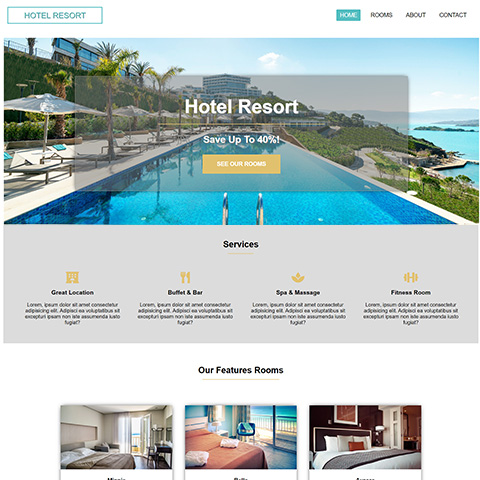 HOTEL RESORT
HOME ROOMS ABOUT CONTACT
Hotel Resort
Save Up To 40%!
SEE OUR ROOMS
Services
Great Location
Lorem, ipsum dolor sit amet consectetur
adipisicing elit. Adipisci ea voluptatibus sit
excepturi ipsam non iste assumenda iusto
fugiat?
Buffet & Bar
Lorem, ipsum dolor sit amet consectetur
adipisicing elit. Adipisci ea voluptatibus sit
excepturi ipsam non iste assumenda iusto
fugiat?
Spa & Massage
Lorem, ipsum dolor sit amet consectetur
adipisicing elit. Adipisci ea voluptatibus sit
excepturi ipsam non iste assumenda iusto
fugiat?
Fitness Room
Lorem, ipsum dolor sit amet consectetur
adipisicing elit. Adipisci ea voluptatibus sit
excepturi ipsam non iste assumenda iusto
fugiat?
Our Features Rooms